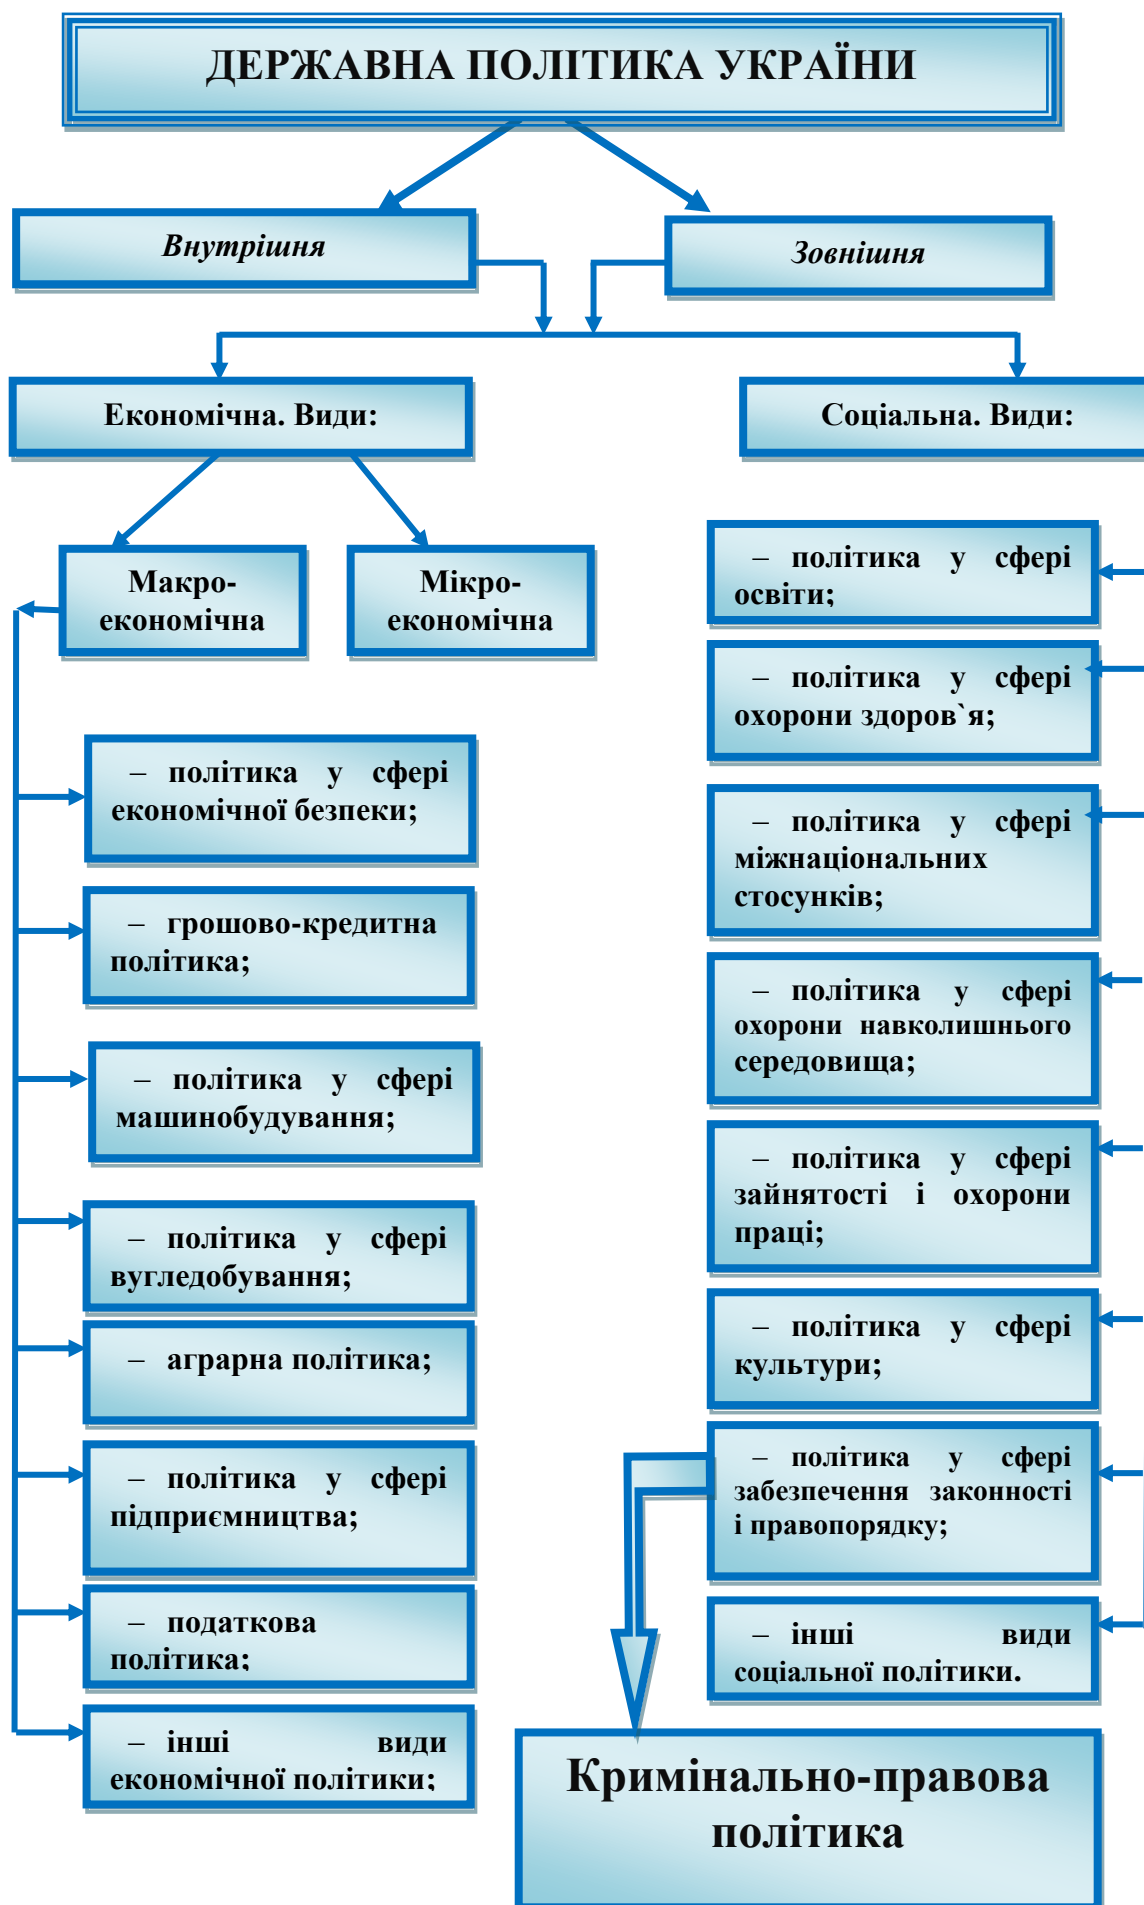 ДЕРЖАВНА ПОЛІТИКА УКРАЇНИ
Внутрішня
Зовнішня
Економічна. Види:
Соціальна. Види:
Макро-
економічна
Мікро-
економічна
– політика у сфері
економічної безпеки;
– грошово-кредитна
політика;
– політика у сфері
машинобудування;
– політика у сфері
вугледобування;
– аграрна політика;
– політика у сфері
підприємництва;
– податкова
політика;
– інші види
економічної політики;
– політика у сфері
освіти;
– політика у сфері
охорони здоров`я;
– політика у сфері
міжнаціональних
стосунків;
– політика у сфері
охорони навколишнього
середовища;
– політика у сфері
зайнятості і охорони
праці;
– політика у сфері
культури;
– політика у сфері
забезпечення законності
і правопорядку;
– інші види
соціальної політики.
Кримінально-правова
політика